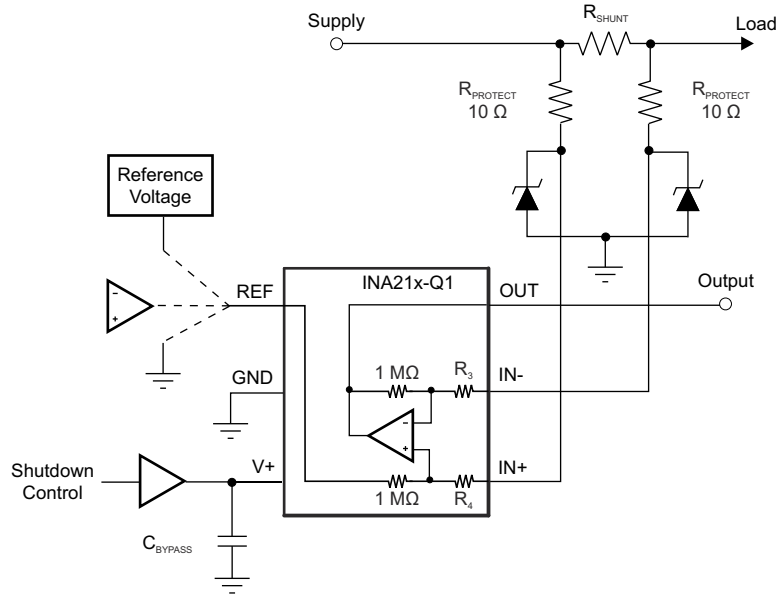 Supply
R_SHUNT
Load
R_PROTECT
10 Ω
R_PROTECT
10 Ω
Reference
Voltage
-
+
REF
INA21x-Q1
OUT
Output
GND
1 MΩ
R_3
IN-
-
+
Shutdown
Control
V+
1 MΩ
R_4
IN+
C_BYPASS